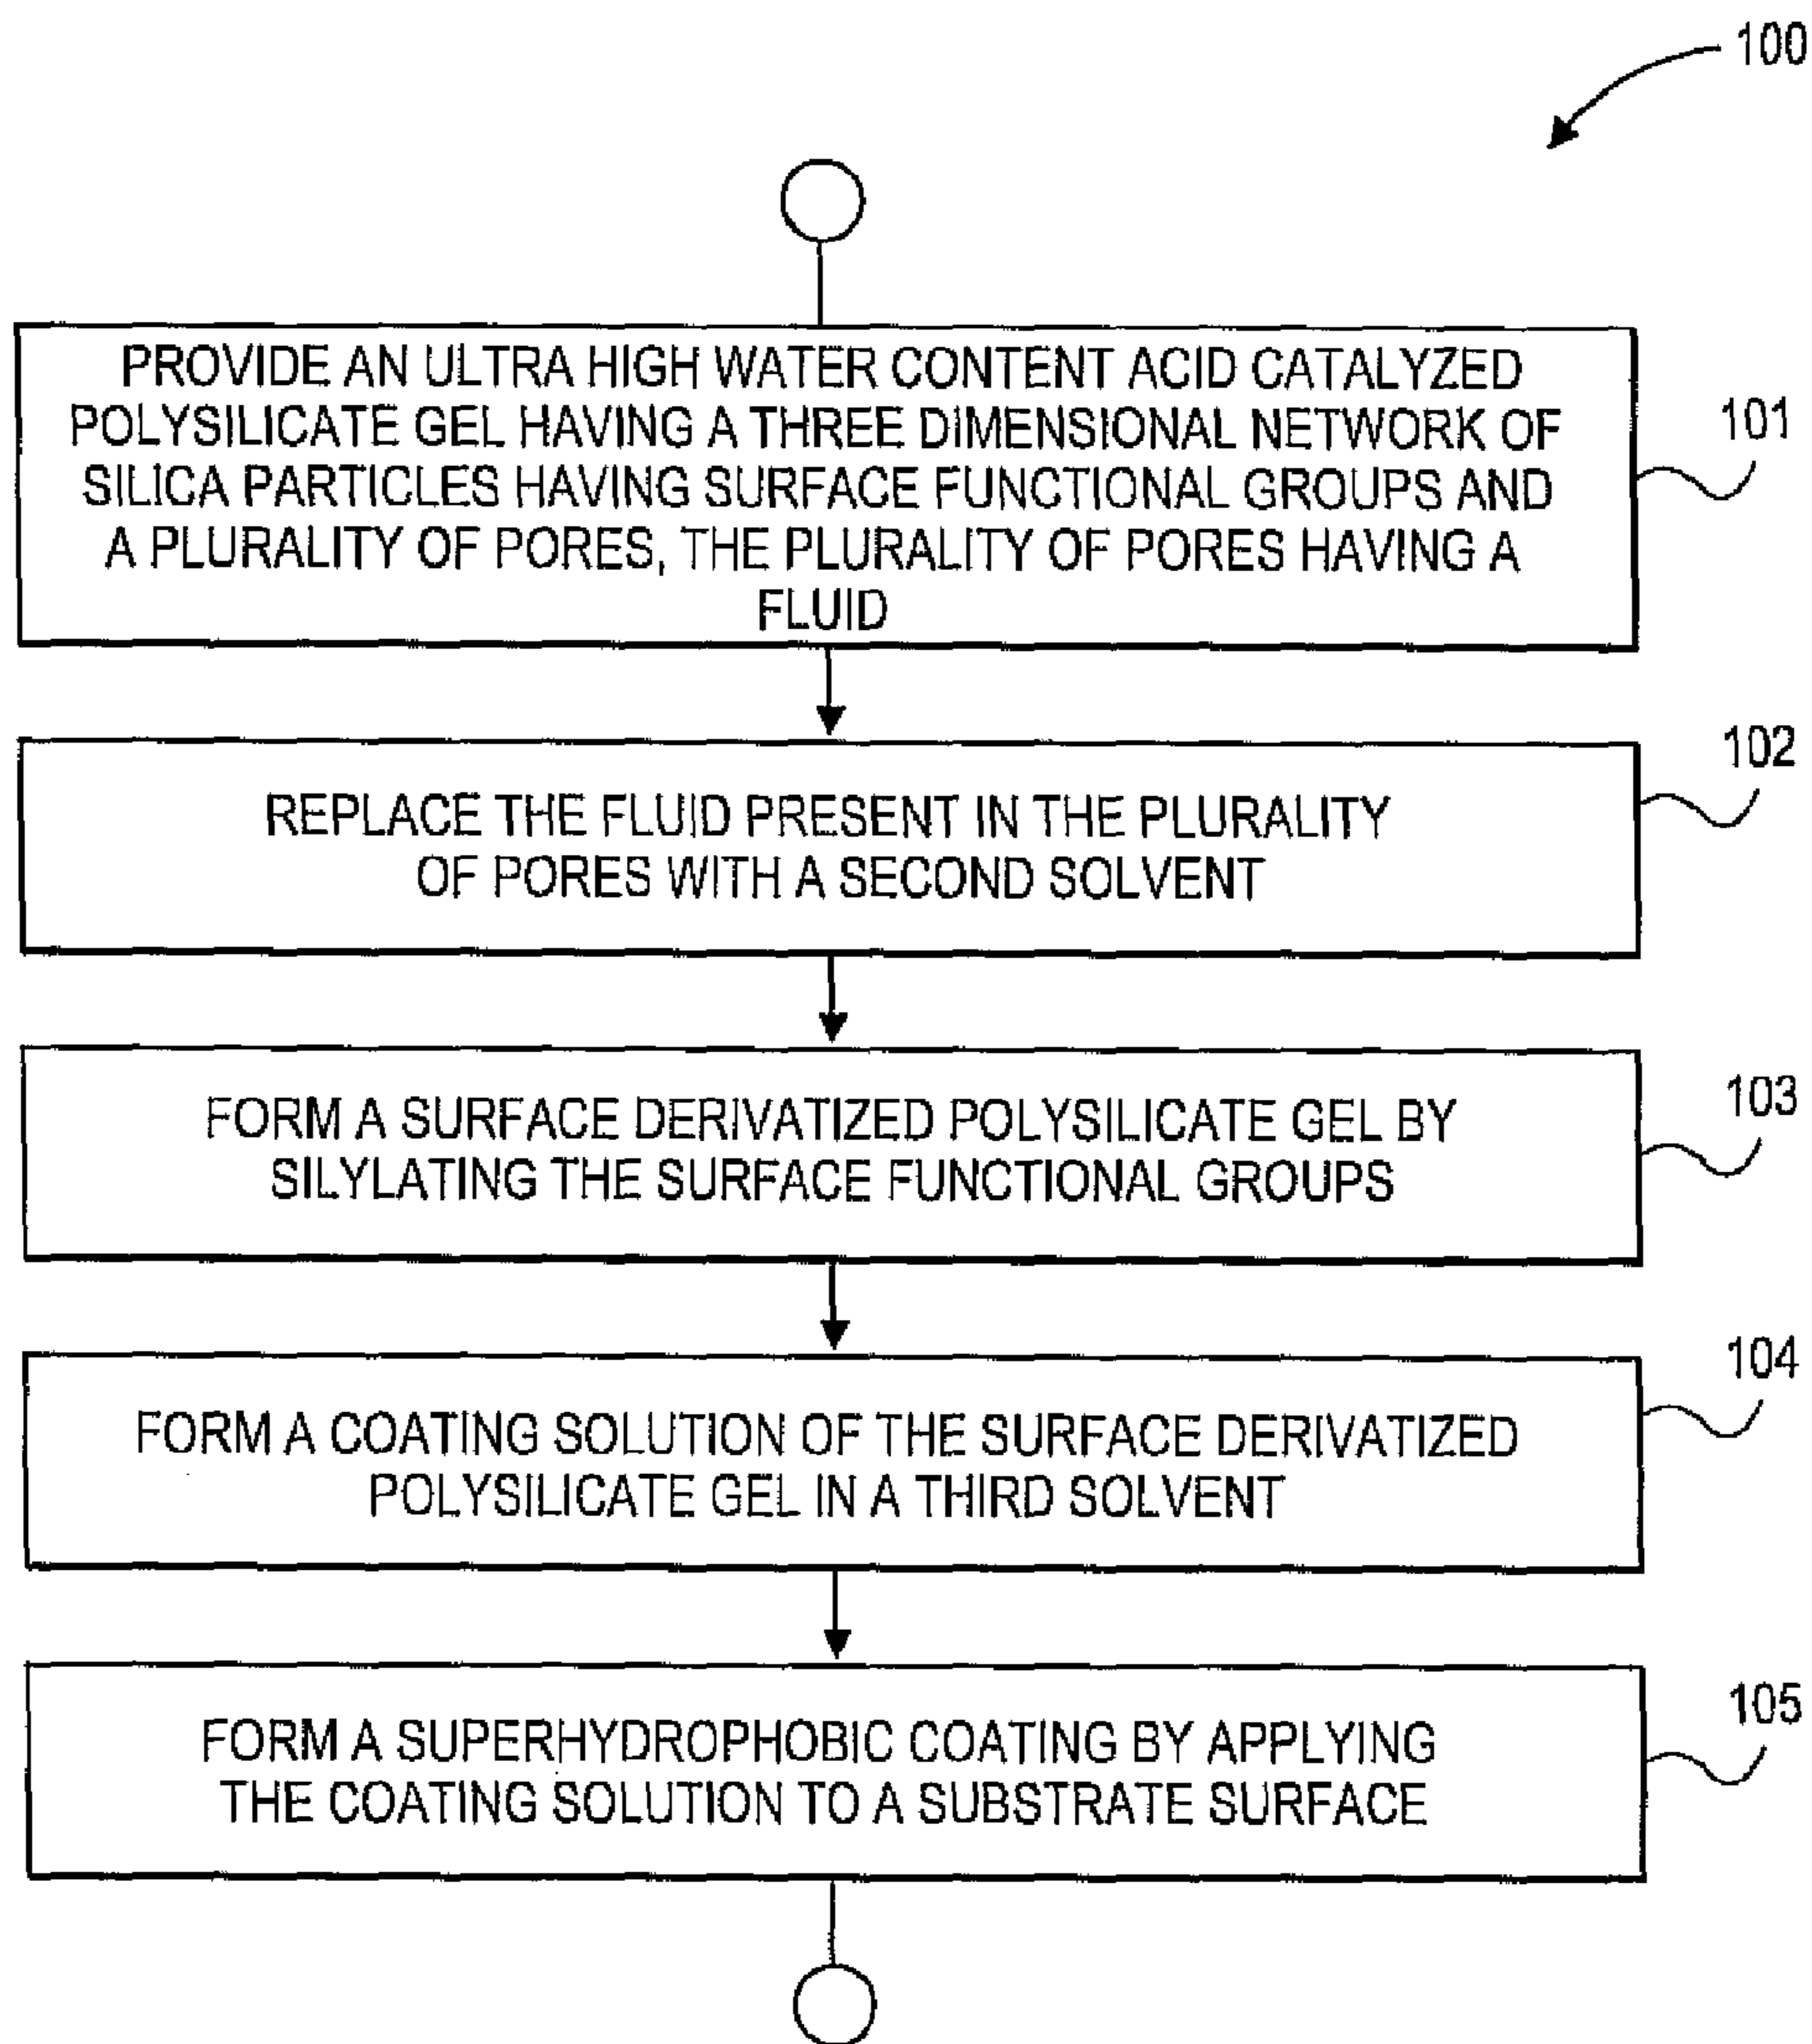 100
PROVIDE AN ULTRA HIGH WATER CONTENT ACID CATALYZED
POLYSILICATE GEL HAVING A THREE DIMENSIONAL NETWORK OF
SILICA PARTICLES HAVING SURFACE FUNCTIONAL GROUPS AND
A PLURALITY OF PORES, THE PLURALITY OF PORES HAVING A
FLUID
101
REPLACE THE FLUID PRESENT IN THE PLURALITY
OF PORES WITH A SECOND SOLVENT
102
FORM A SURFACE DERIVATIZED POLYSILICATE GEL BY
SILYLATING THE SURFACE FUNCTIONAL GROUPS
103
FORM A COATING SOLUTION OF THE SURFACE DERIVATIZED
POLYSILICATE GEL IN A THIRD SOLVENT
104
FORM A SUPERHYDROPHOBIC COATING BY APPLYING
THE COATING SOLUTION TO A SUBSTRATE SURFACE
105